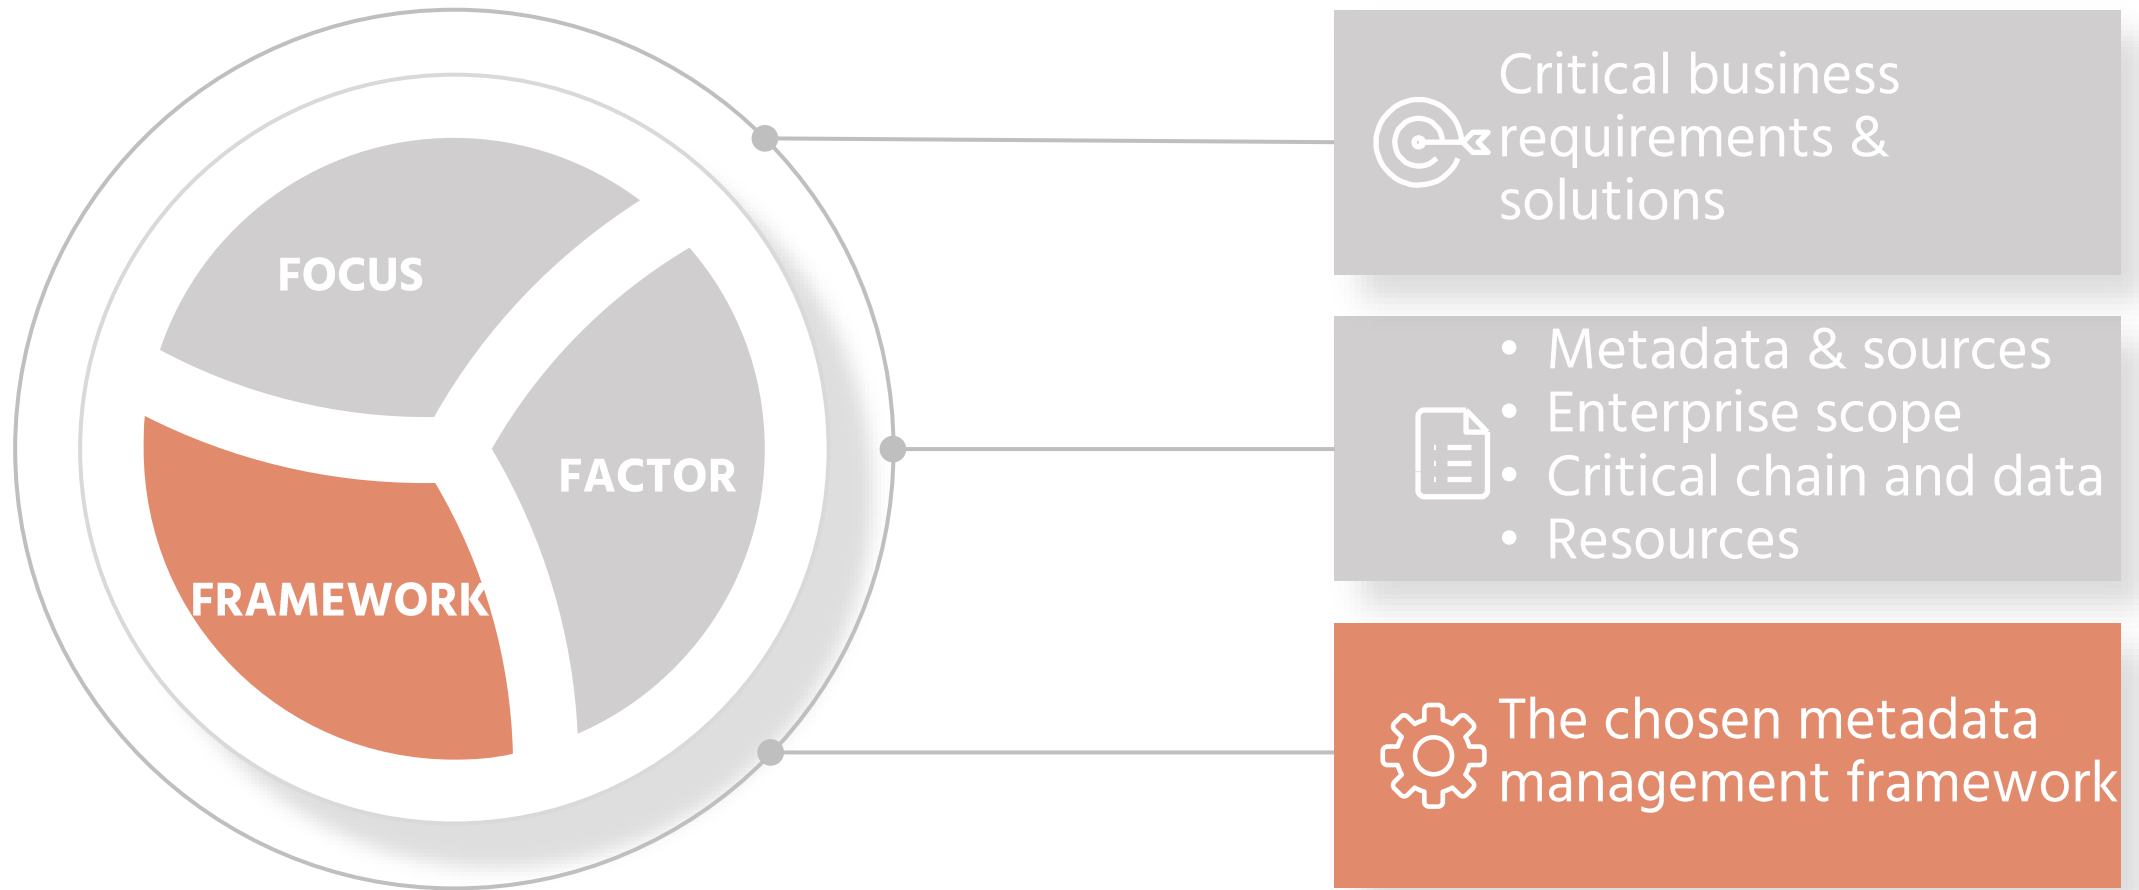 FOCUS
FACTOR
FRAMEWORK
Critical business
requirements &
solutions
• Metadata & sources
• Enterprise scope
• Critical chain and data
• Resources
The chosen metadata
management framework